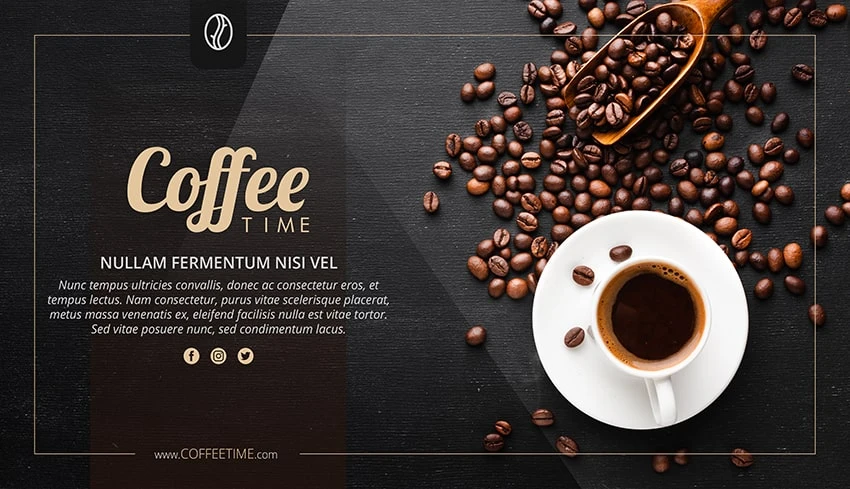 Coffee
TIME
NULLAM FERMENTUM NISI VEL
Nunc tempus ultricies convallis, donec ac consectetur eros, et
tempus lectus. Nam consectetur, purus vitae scelerisque placerat,
metus massa venenatis ex, eleifend facilisis nulla est vitae tortor.
Sed vitae posuere nunc, sed condimentum lacus.
www.COFFEETIME.com